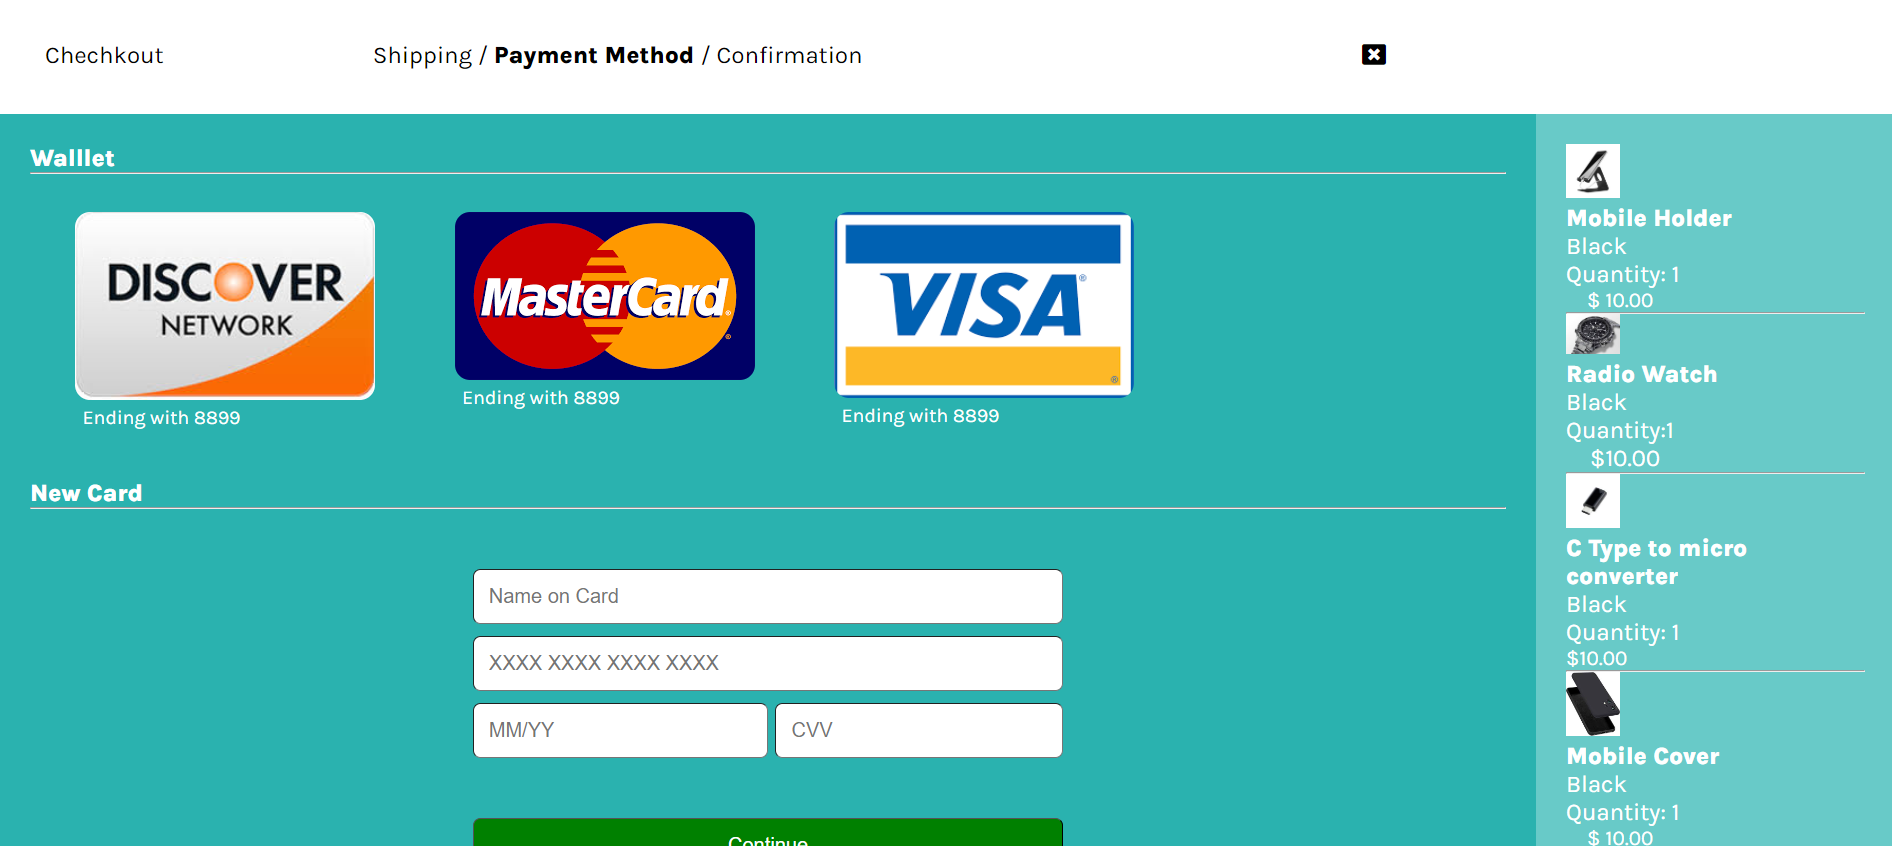 Chechkout
Shipping / Payment Method / Confirmation
Walllet
DISCOVER
NETWORK
Ending with 8899
MasterCard
Ending with 8899
VISA
Ending with 8899
New Card
Name on Card
XXXX XXXX XXXX XXXX
MM/YY
CVV
Continue
Mobile Holder
Black
Quantity: 1
$ 10.00
Radio Watch
Black
Quantity:1
$10.00
C Type to micro
converter
Black
Quantity: 1
$10.00
Mobile Cover
Black
Quantity: 1
$ 10.00